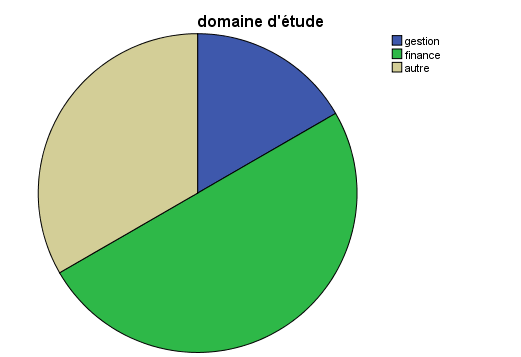 domaine d'étude
gestion
finance
autre